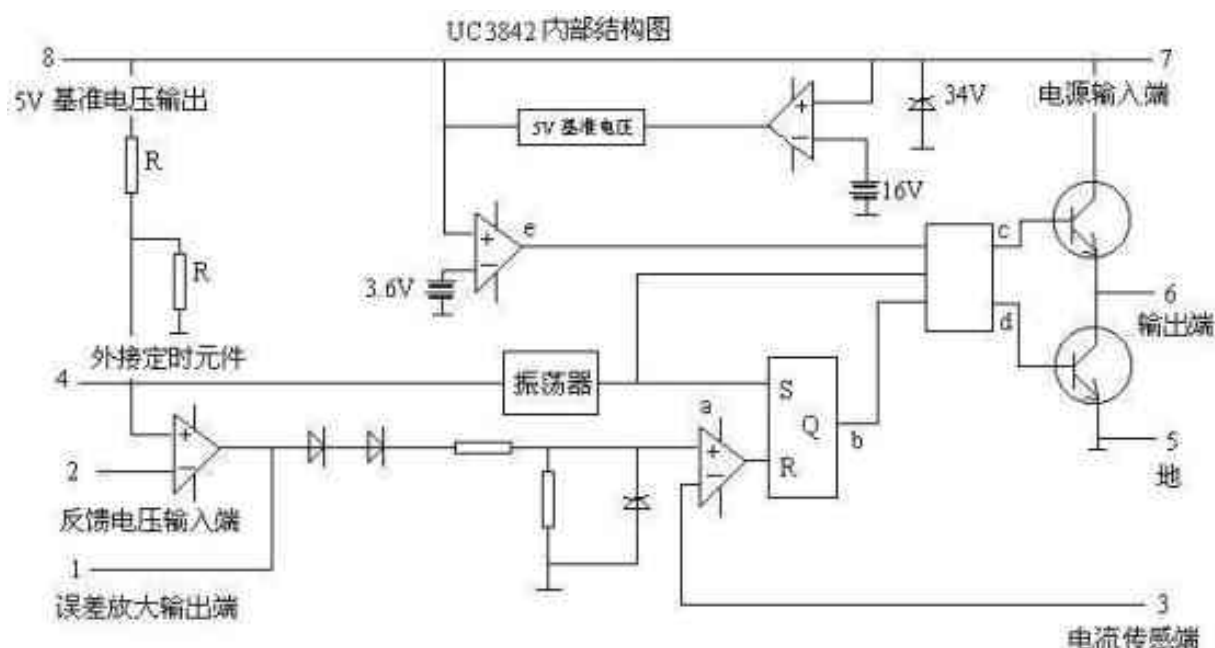 UC3842内部结构图
8
7
5V 基准电压输出
电源输入端
34V
+
5V 基准电压
−
R
16V
c
e
+
−
R
3.6V
6
d
输出端
外接定时元件
4
振荡器
S
a
Q
b
+
+
5
−
−
R
地
2
反馈电压输入端
1
3
误差放大输出端
电流传感端